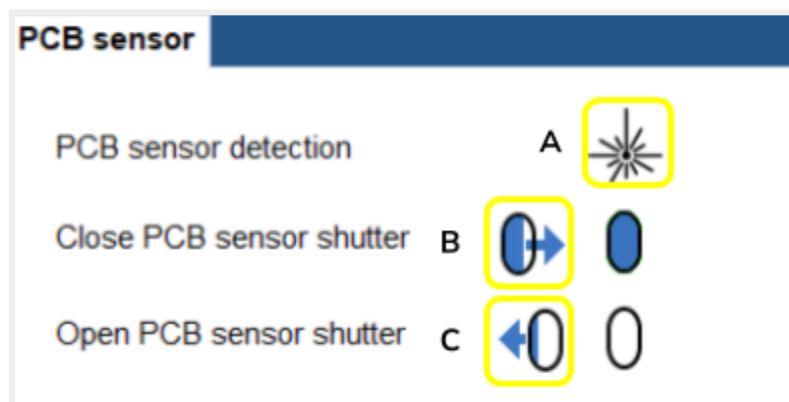 PCB sensor
PCB sensor detection A
Close PCB sensor shutter B
Open PCB sensor shutter C